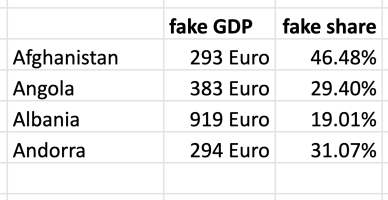 fake GDP fake share
Afghanistan 293 Euro 46.48%
Angola 383 Euro 29.40%
Albania 919 Euro 19.01%
Andorra 294 Euro 31.07%